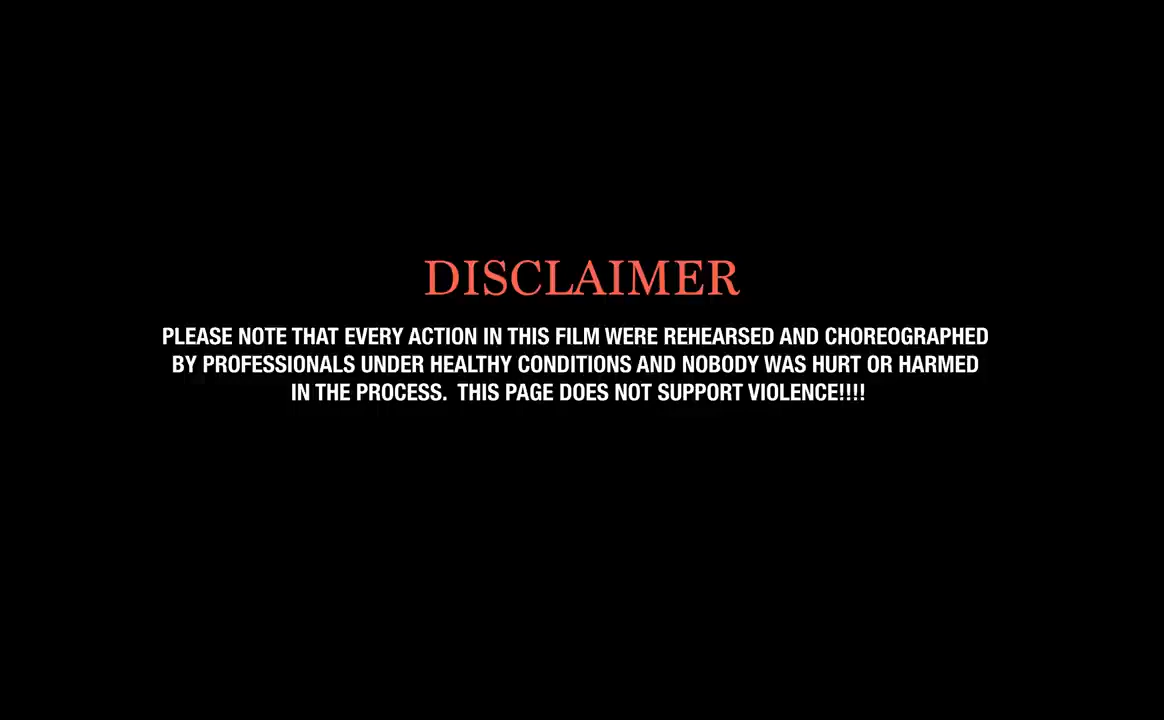 DISCLAIMER
PLEASE NOTE THAT EVERY ACTION IN THIS FILM WERE REHEARSED AND CHOREOGRAPHED
BY PROFESSIONALS UNDER HEALTHY CONDITIONS AND NOBODY WAS HURT OR HARMED
IN THE PROCESS.  THIS PAGE DOES NOT SUPPORT VIOLENCE!!!!